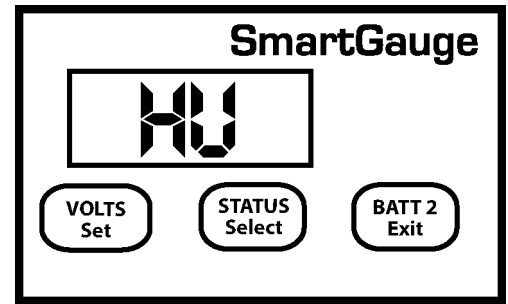 SmartGauge
HU
VOLTS
Set
STATUS
Select
BATT 2
Exit